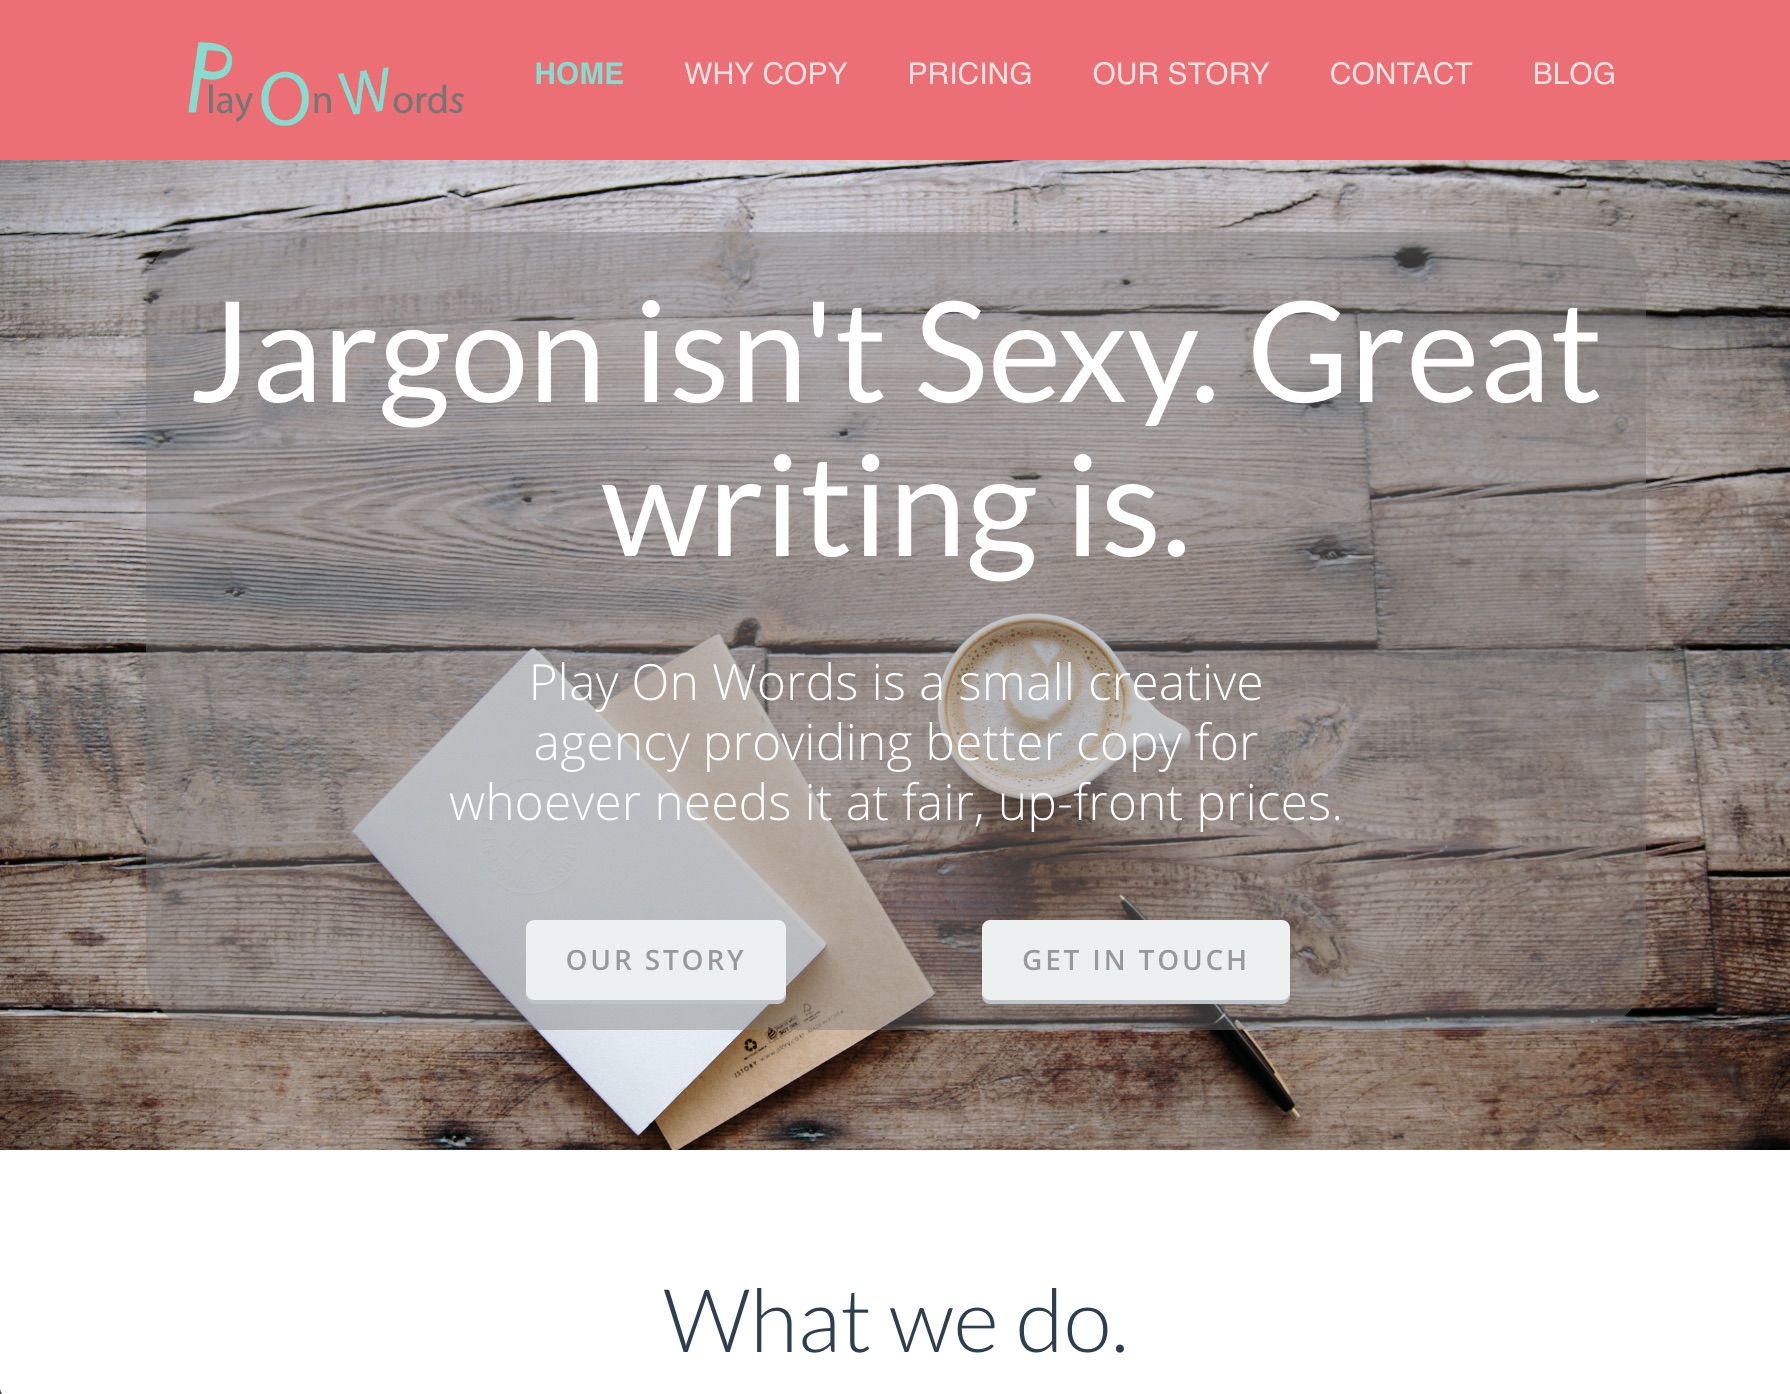 Play On Words
HOME
WHY COPY
PRICING
OUR STORY
CONTACT
BLOG
Jargon isn't Sexy. Great
writing is.
Play On Words is a small creative
agency providing better copy for
whoever needs it at fair, up-front prices.
OUR STORY
GET IN TOUCH
What we do.